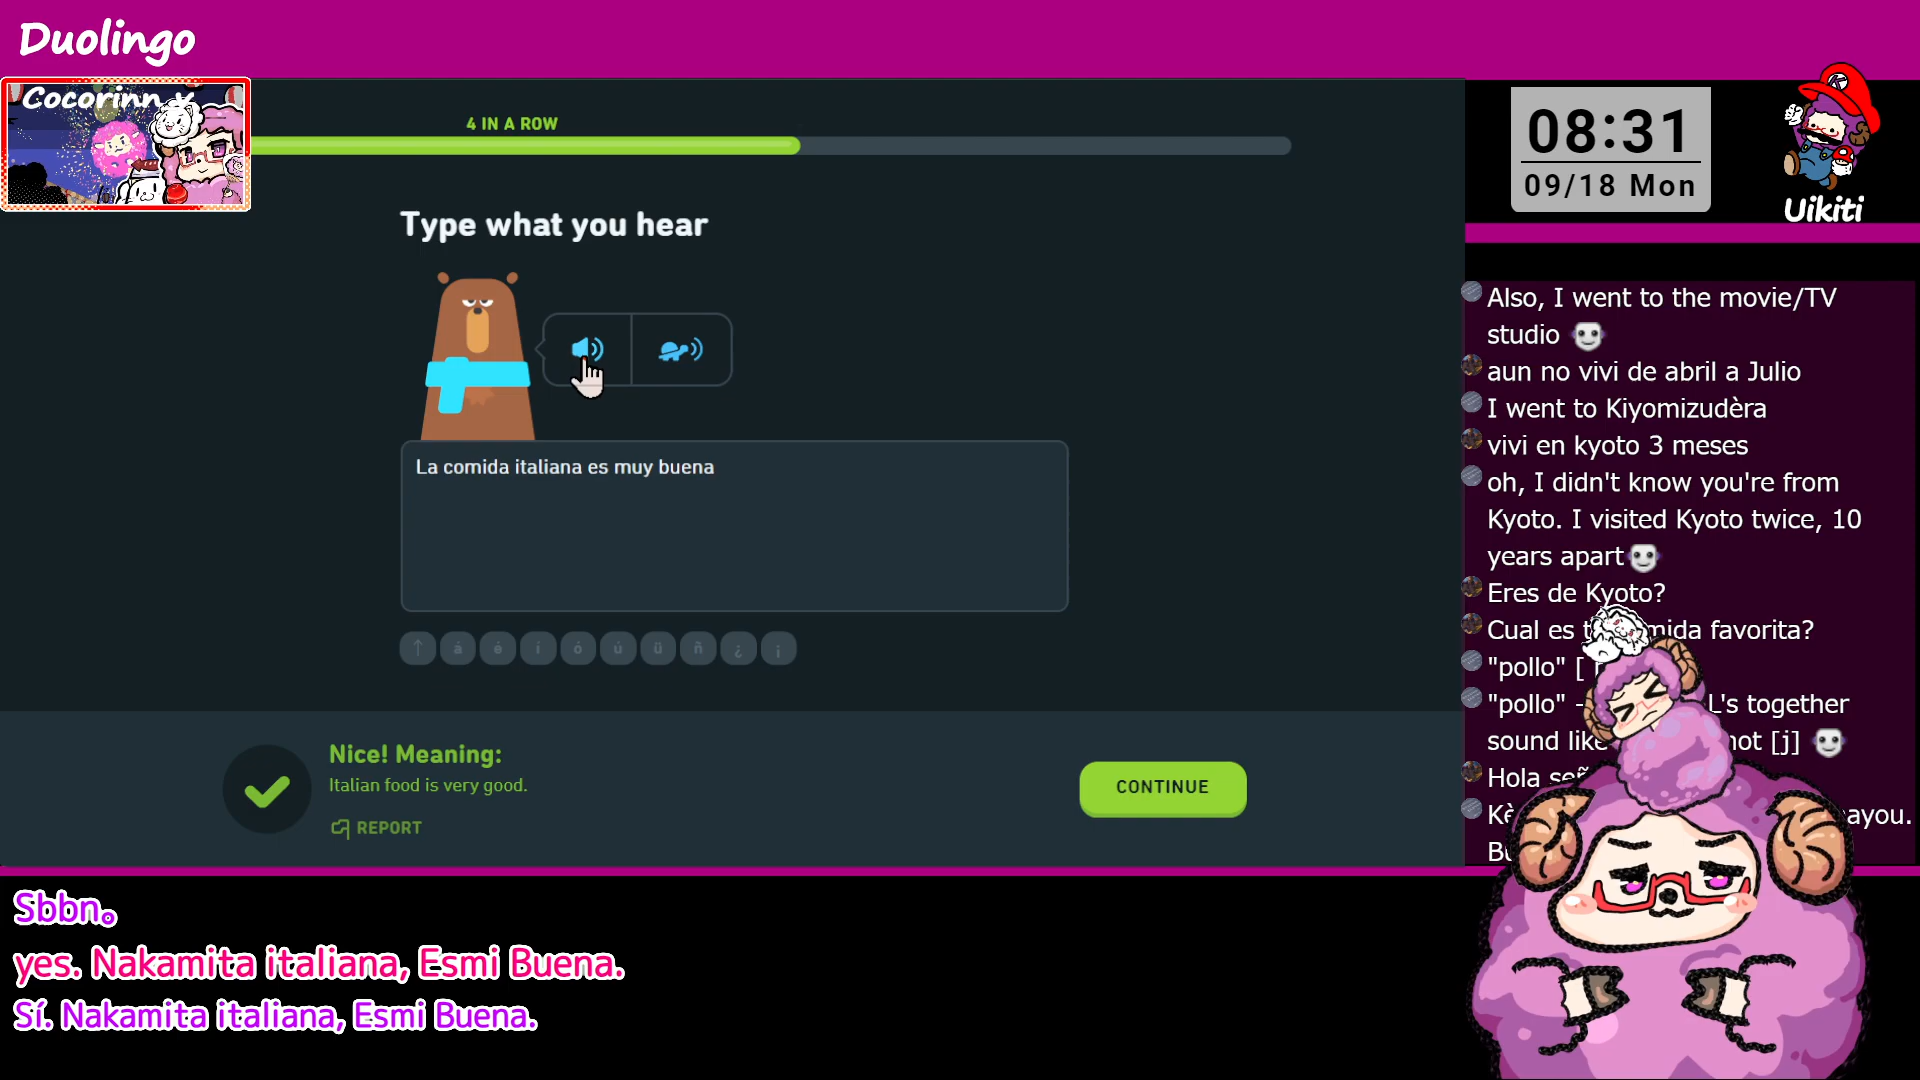 Duolingo
Cocorinn
4 IN A ROW
08:31
09/18 Mon
Uikiti
Type what you hear
La comida italiana es muy buena
↑ á é í ó ú ü ñ ¿ ¡
Nice! Meaning:
Italian food is very good.
REPORT
CONTINUE
Also, I went to the movie/TV
studio
aun no vivi de abril a Julio
I went to Kiyomizudèra
vivi en kyoto 3 meses
oh, I didn't know you're from
Kyoto. I visited Kyoto twice, 10
years apart
Eres de Kyoto?
Cual es favorita?
"pollo" [
"pollo" - L's together
sound like not [j]
Hola
Sbbn。
yes. Nakamita italiana, Esmi Buena.
Sí. Nakamita italiana, Esmi Buena.